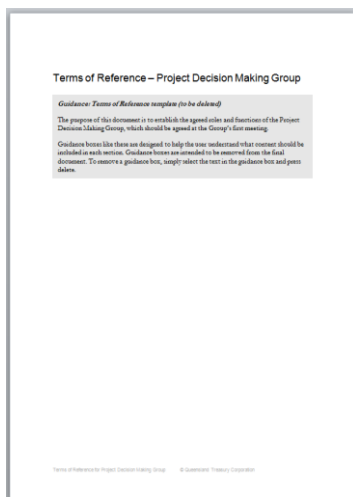 Terms of Reference – Project Decision Making Group
Guidance: Terms of Reference template (to be deleted)
The purpose of this document is to establish the agreed roles and functions of the Project
Decision Making Group, which should be agreed at the Group's first meeting.
Guidance boxes like these are designed to help the user understand what content should be
included in each section. Guidance boxes are intended to be removed from the final
document. To remove a guidance box, simply select the text in the guidance box and press
delete.
Terms of Reference for Project Decision Making Group © Queensland Treasury Corporation